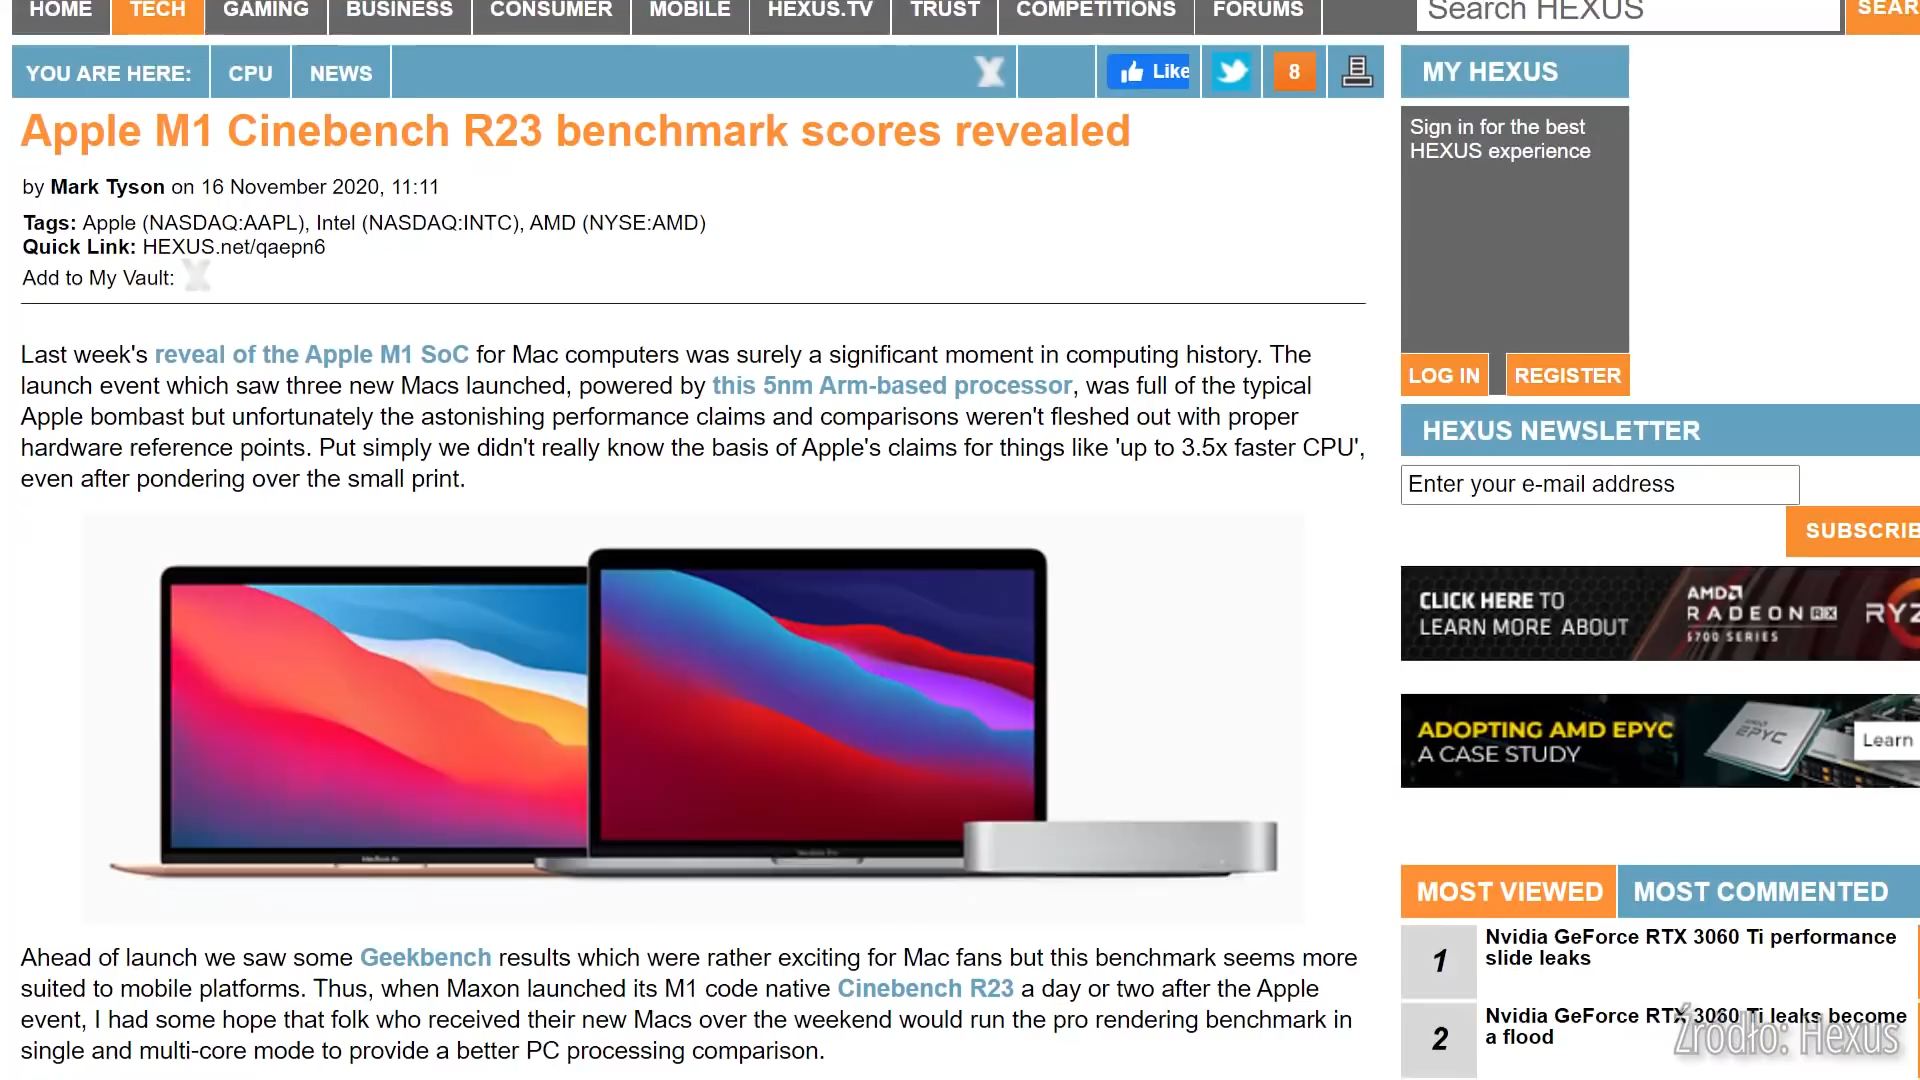 HOME TECH GAMING BUSINESS CONSUMER MOBILE HEXUS.TV TRUST COMPETITIONS FORUMS Search HEXUS
YOU ARE HERE: CPU NEWS Like 8
Apple M1 Cinebench R23 benchmark scores revealed
by Mark Tyson on 16 November 2020, 11:11
Tags: Apple (NASDAQ:AAPL), Intel (NASDAQ:INTC), AMD (NYSE:AMD)
Quick Link: HEXUS.net/qaepn6
Add to My Vault:
Last week's reveal of the Apple M1 SoC for Mac computers was surely a significant moment in computing history. The
launch event which saw three new Macs launched, powered by this 5nm Arm-based processor, was full of the typical
Apple bombast but unfortunately the astonishing performance claims and comparisons weren't fleshed out with proper
hardware reference points. Put simply we didn't really know the basis of Apple's claims for things like 'up to 3.5x faster CPU',
even after pondering over the small print.
Ahead of launch we saw some Geekbench results which were rather exciting for Mac fans but this benchmark seems more
suited to mobile platforms. Thus, when Maxon launched its M1 code native Cinebench R23 a day or two after the Apple
event, I had some hope that folk who received their new Macs over the weekend would run the pro rendering benchmark in
single and multi-core mode to provide a better PC processing comparison.
MY HEXUS
Sign in for the best
HEXUS experience
LOG IN REGISTER
HEXUS NEWSLETTER
Enter your e-mail address
SUBSCRIBE
CLICK HERE TO
LEARN MORE ABOUT
AMD
RADEON RX
5700 SERIES
RYZ
ADOPTING AMD EPYC
A CASE STUDY
EPYC
Learn
MOST VIEWED MOST COMMENTED
1 Nvidia GeForce RTX 3060 Ti performance
slide leaks
2 Nvidia GeForce RTX 3060 Ti leaks become
a flood
Źródło: Hexus